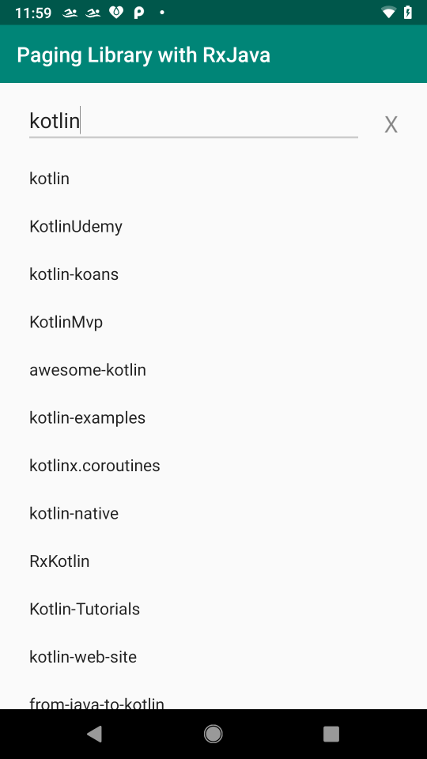 11:59
Paging Library with RxJava
kotlin
X
kotlin
KotlinUdemy
kotlin-koans
KotlinMvp
awesome-kotlin
kotlin-examples
kotlinx.coroutines
kotlin-native
RxKotlin
Kotlin-Tutorials
kotlin-web-site
from-java-to-kotlin